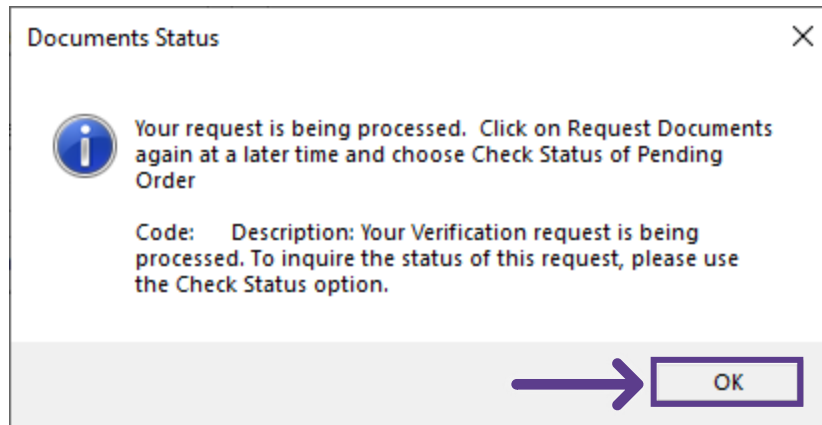 Documents Status
Your request is being processed.  Click on Request Documents
again at a later time and choose Check Status of Pending
Order
Code:     Description: Your Verification request is being
processed. To inquire the status of this request, please use
the Check Status option.
OK